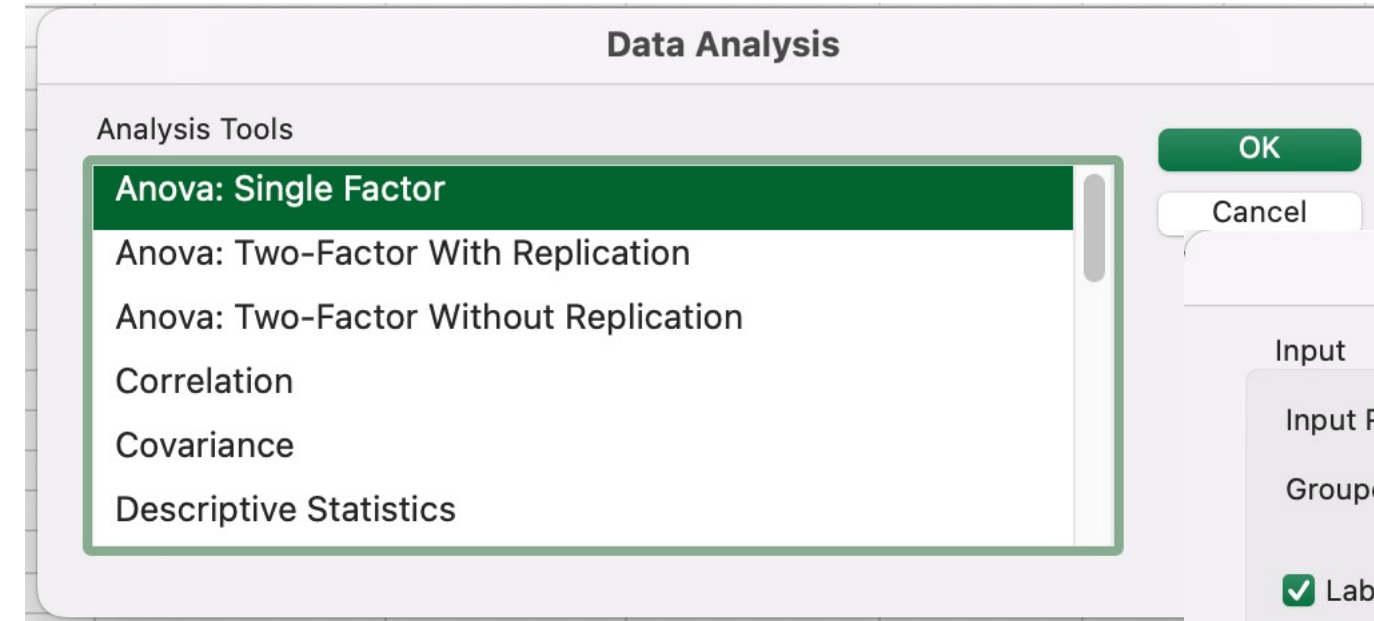 Data Analysis
Analysis Tools
OK
Anova: Single Factor
Cancel
Anova: Two-Factor With Replication
Anova: Two-Factor Without Replication
Input
Correlation
Input
Covariance
Descriptive Statistics